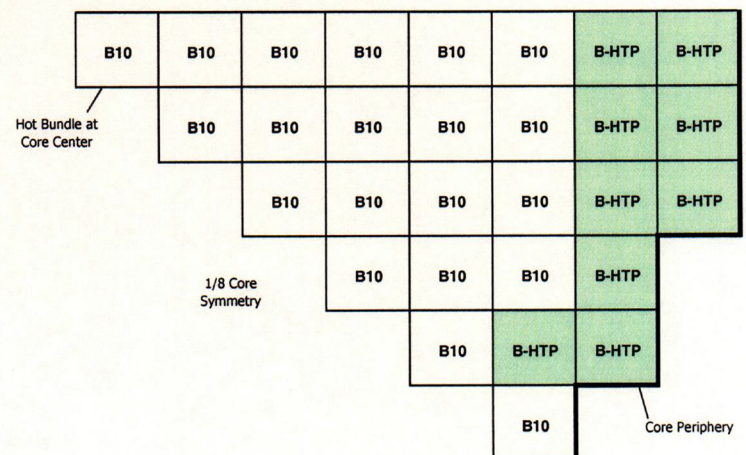 B10 B10 B10 B10 B10 B10 B-HTP B-HTP
Hot Bundle at
Core Center
B10 B10 B10 B10 B10 B-HTP B-HTP
B10 B10 B10 B10 B-HTP B-HTP
1/8 Core
Symmetry
B10 B10 B10 B-HTP
B10 B-HTP B-HTP
B10
Core Periphery